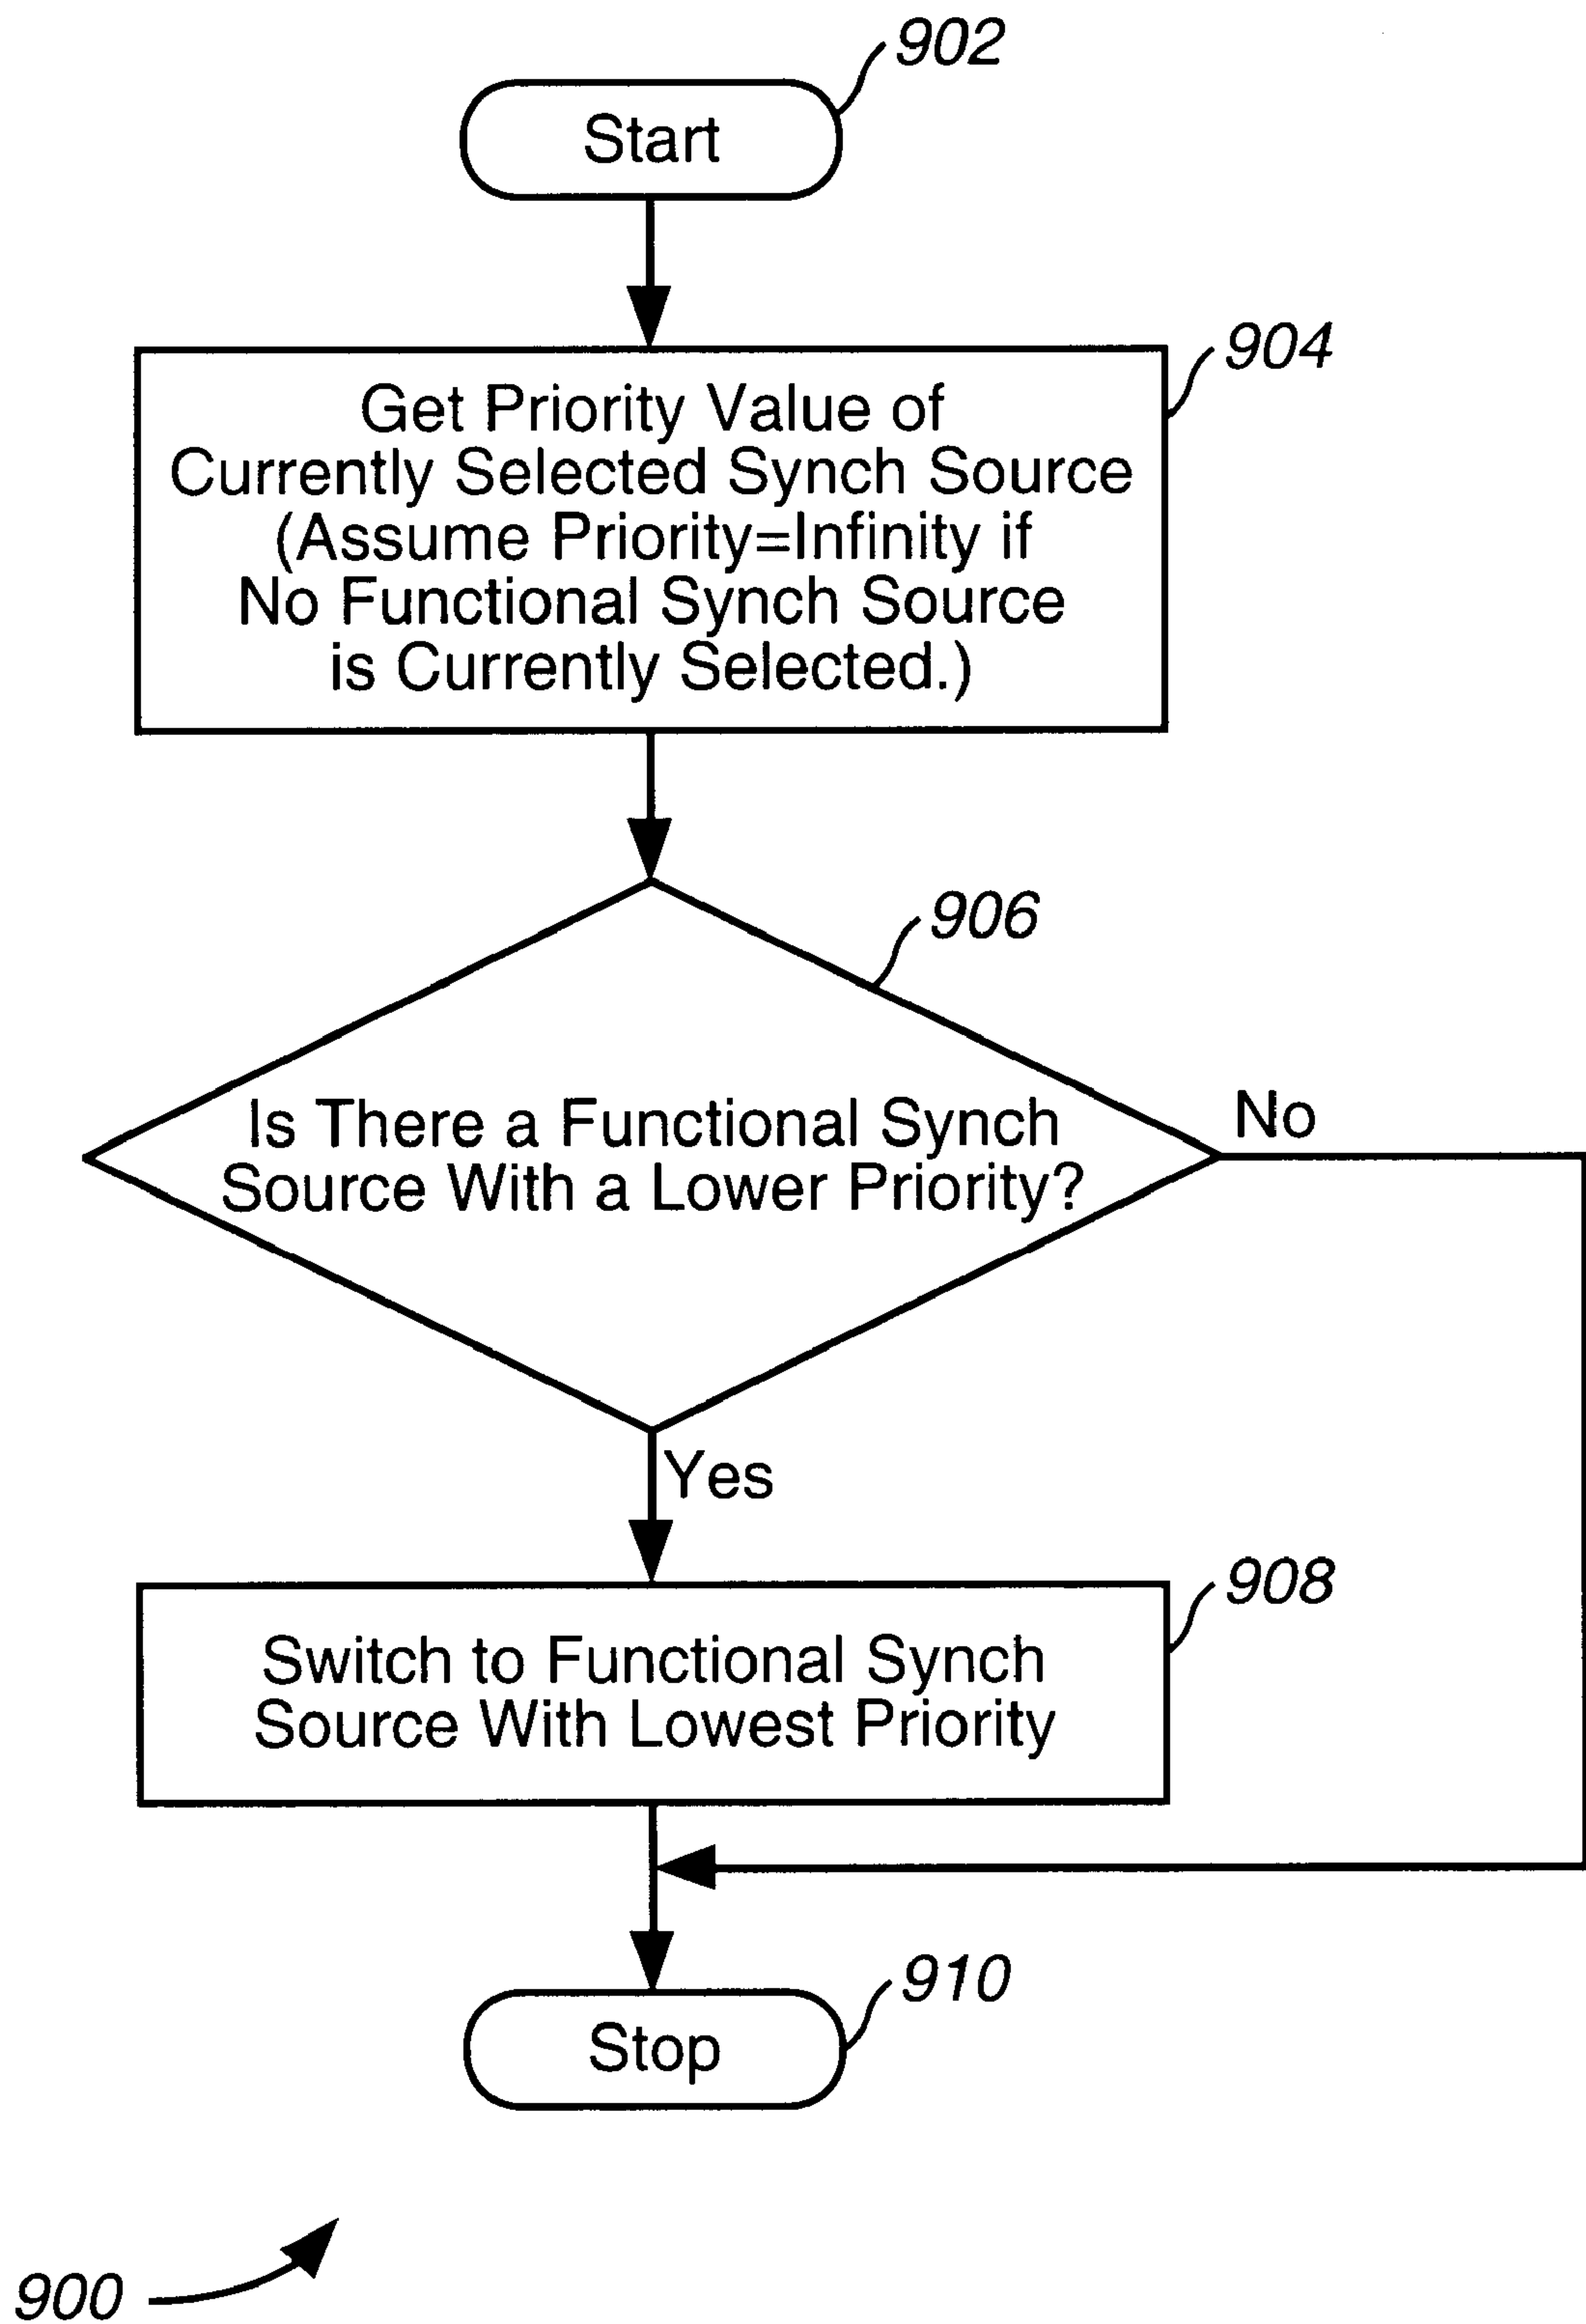 902
Start
904
Get Priority Value of
Currently Selected Synch Source
(Assume Priority=Infinity if
No Functional Synch Source
is Currently Selected.)
906
Is There a Functional Synch
Source With a Lower Priority?
No
Yes
908
Switch to Functional Synch
Source With Lowest Priority
910
Stop
900